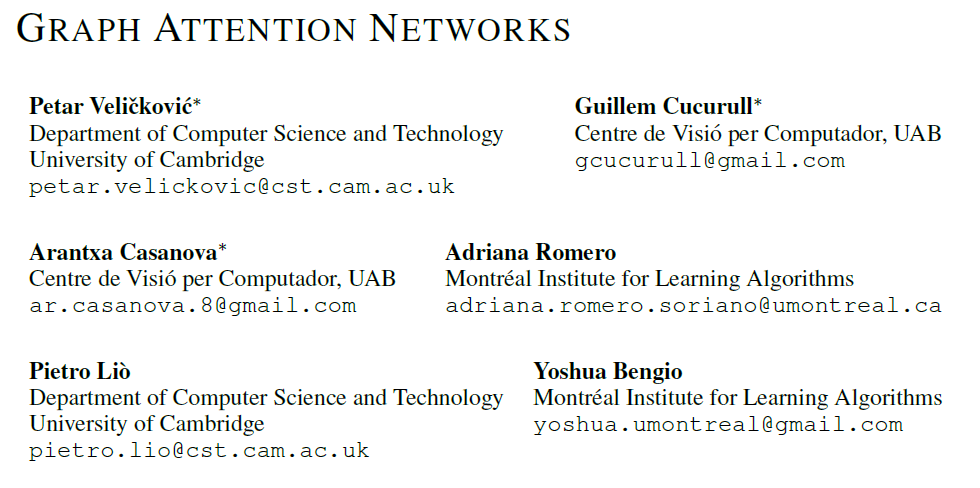 GRAPH ATTENTION NETWORKS
Petar Veličković*
Department of Computer Science and Technology
University of Cambridge
petar.velickovic@cst.cam.ac.uk
Guillem Cucurull*
Centre de Visió per Computador, UAB
gcucurull@gmail.com
Arantxa Casanova*
Centre de Visió per Computador, UAB
ar.casanova.8@gmail.com
Adriana Romero
Montréal Institute for Learning Algorithms
adriana.romero.soriano@umontreal.ca
Pietro Liò
Department of Computer Science and Technology
University of Cambridge
pietro.lio@cst.cam.ac.uk
Yoshua Bengio
Montréal Institute for Learning Algorithms
yoshua.umontreal@gmail.com